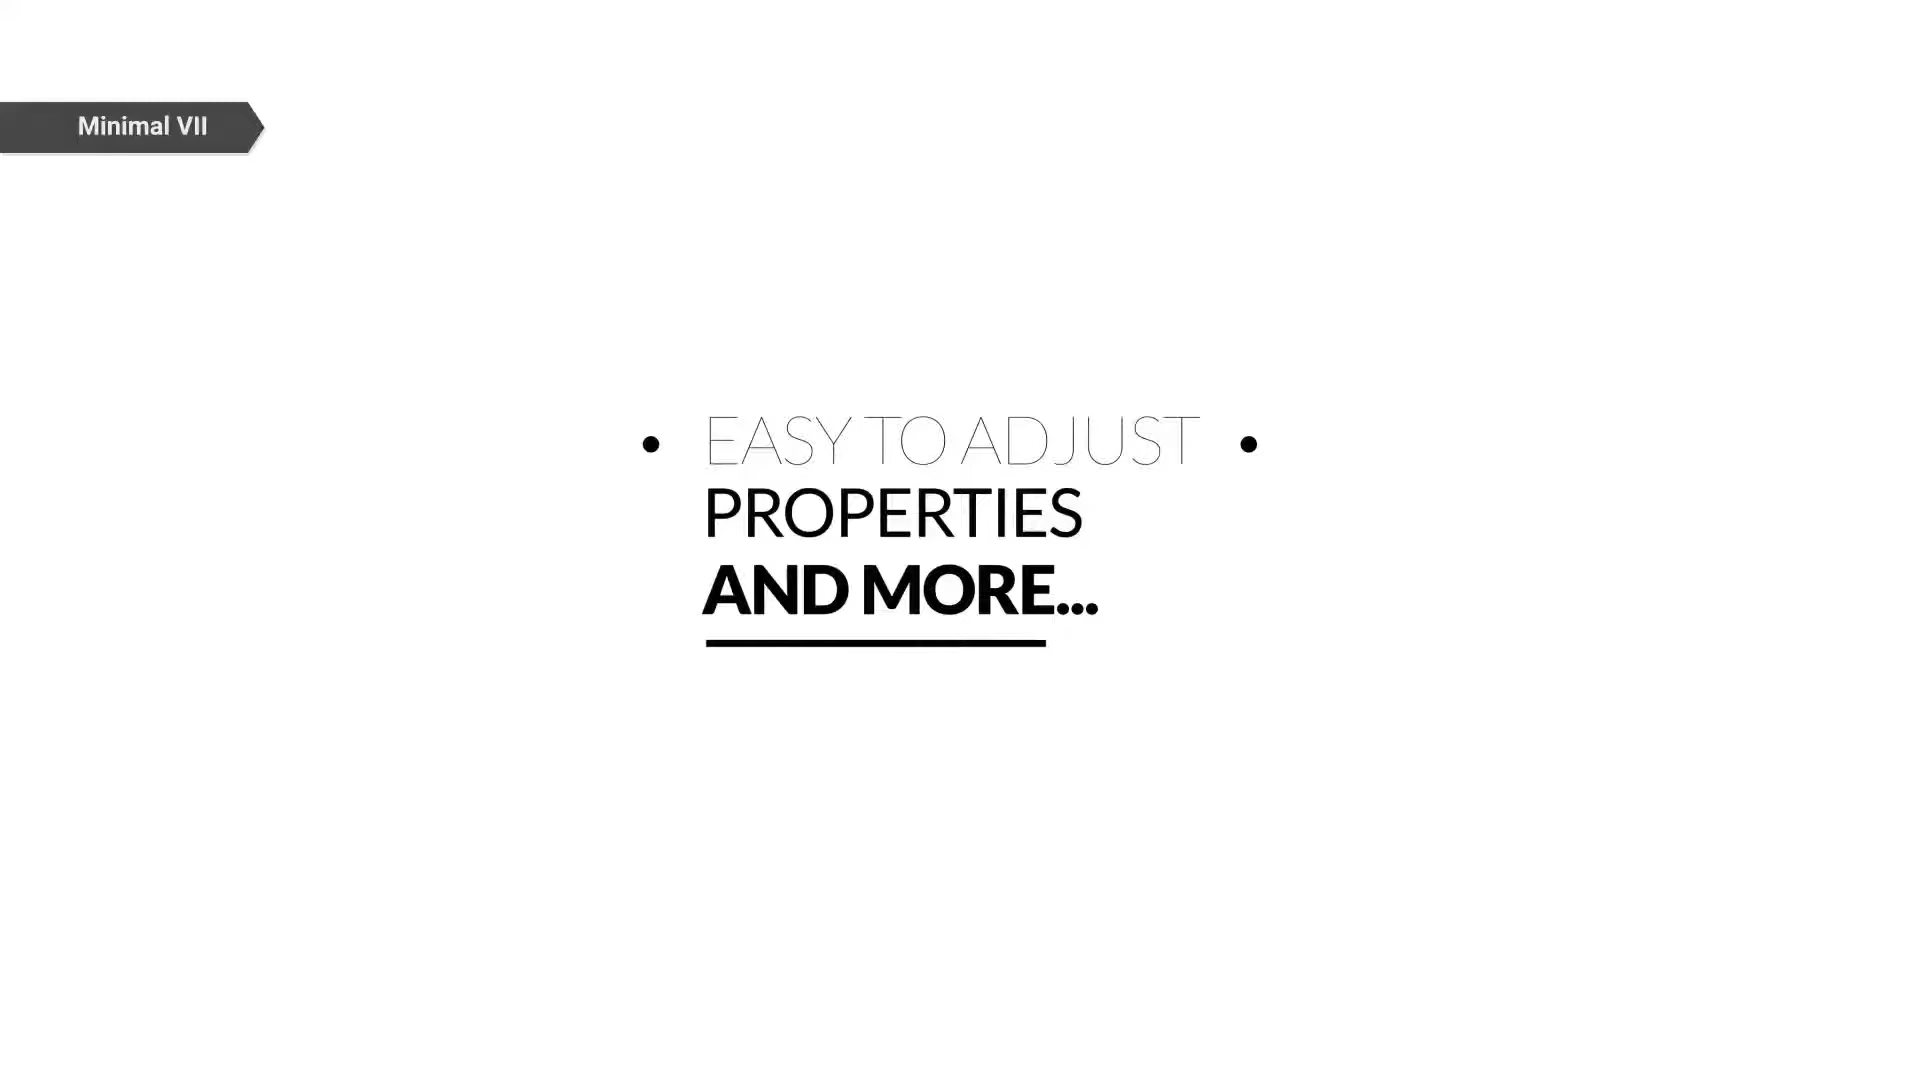 Minimal VII
• EASY TO ADJUST •
PROPERTIES
AND MORE...